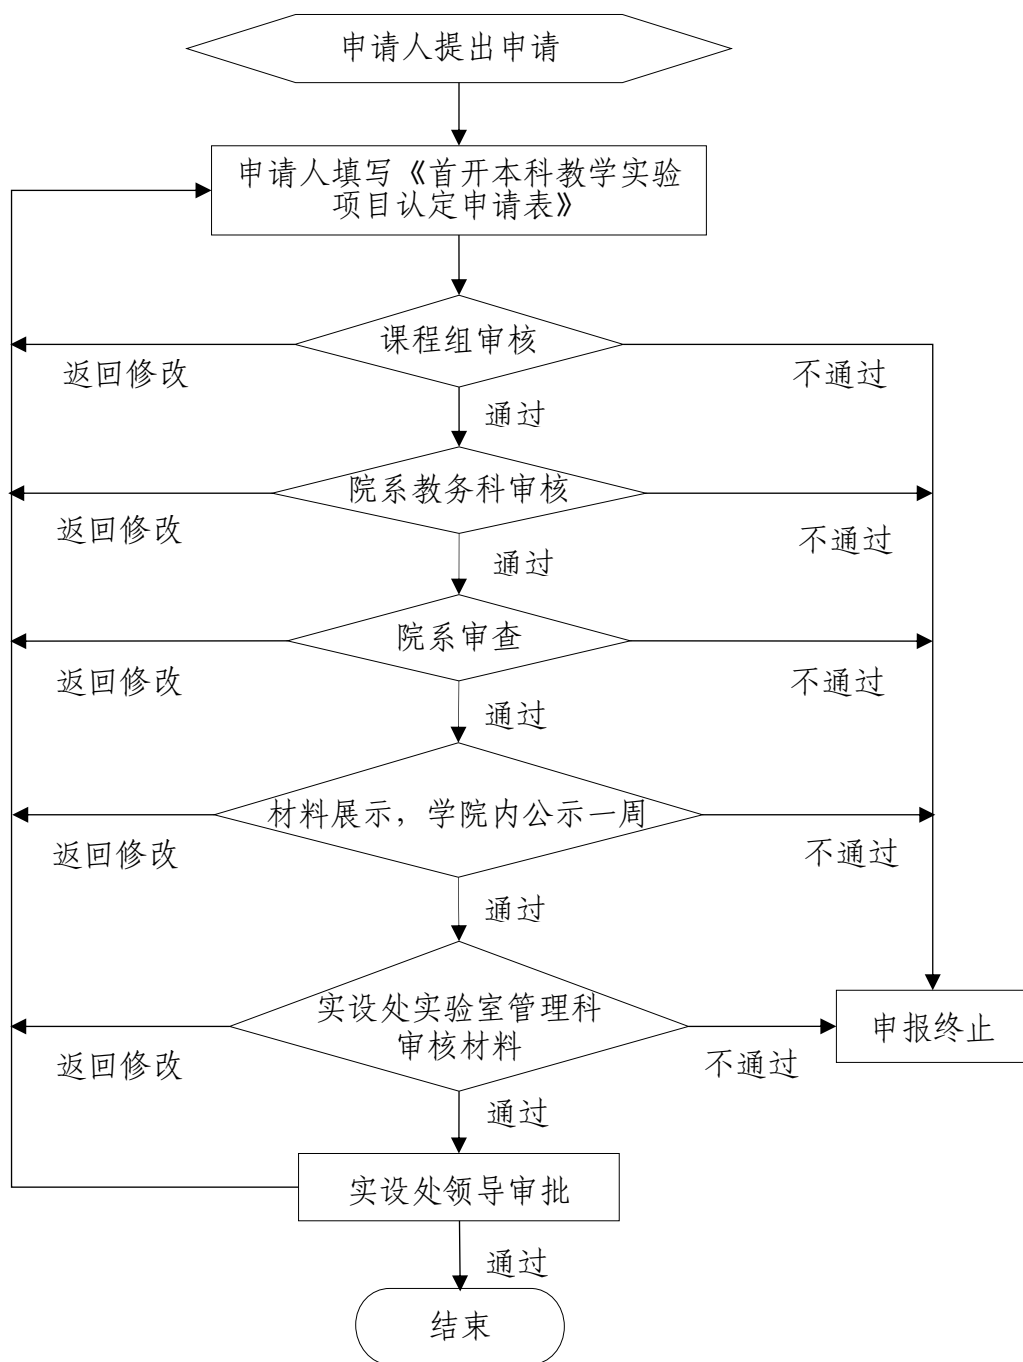 申请人提出申请
申请人填写《首开本科教学实验
项目认定申请表》
课程组审核
返回修改
不通过
通过
院系教务科审核
返回修改
不通过
通过
院系审查
返回修改
不通过
通过
材料展示，学院内公示一周
返回修改
不通过
通过
实设处实验室管理科
审核材料
申报终止
返回修改
不通过
通过
实设处领导审批
通过
结束